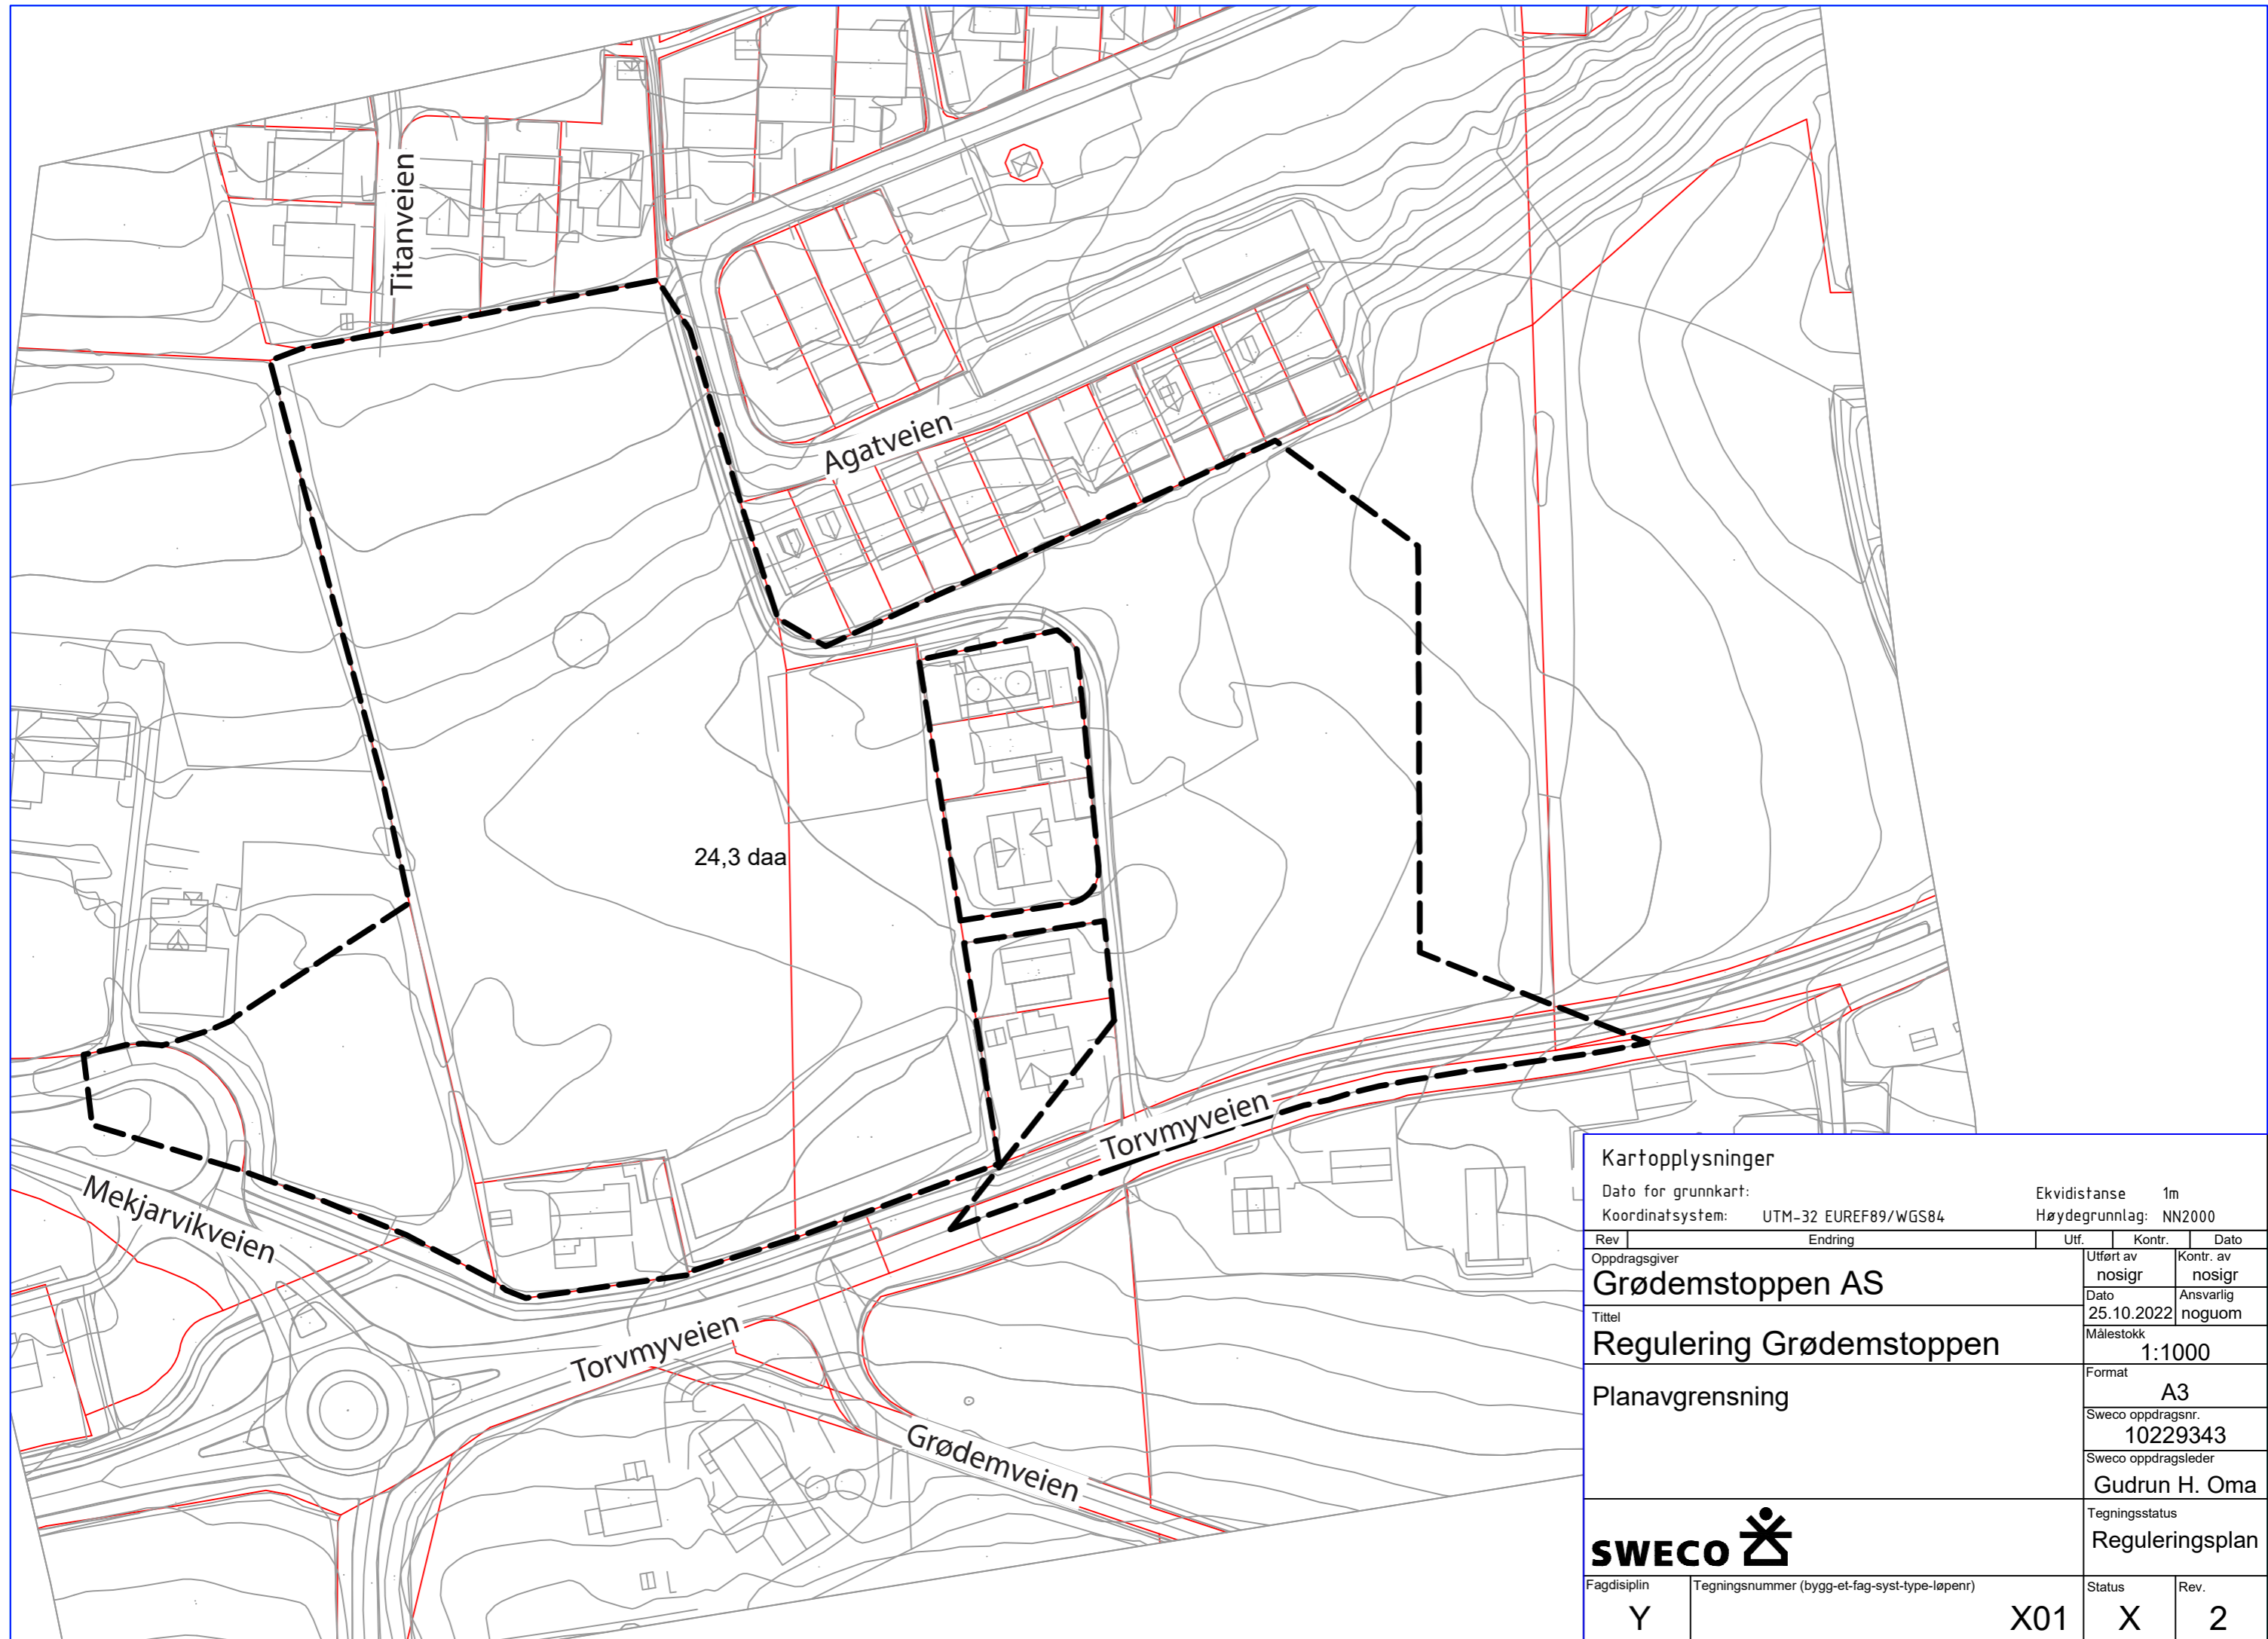 Titanveien
Agatveien
24,3 daa
Torvmyveien
Mekjarvikveien
Torvmyveien
Grødemveien
Kartopplysninger
Dato for grunnkart:
Ekvidistanse 1m
Koordinatsystem: UTM-32 EUREF89/WGS84
Høydegrunnlag: NN2000
Rev Endring Utf. Kontr. Dato
Oppdragsgiver
Grødemstoppen AS
Utført av
nosigr
Kontr. av
nosigr
Dato
25.10.2022
Ansvarlig
noguom
Tittel
Regulering Grødemstoppen
Målestokk
1:1000
Planavgrensning
Format
A3
Sweco oppdragsnr.
10229343
Sweco oppdragsleder
Gudrun H. Oma
SWECO
Tegningsstatus
Reguleringsplan
Fagdisiplin
Y
Tegningsnummer (bygg-et-fag-syst-type-løpenr)
X01
Status
X
Rev.
2